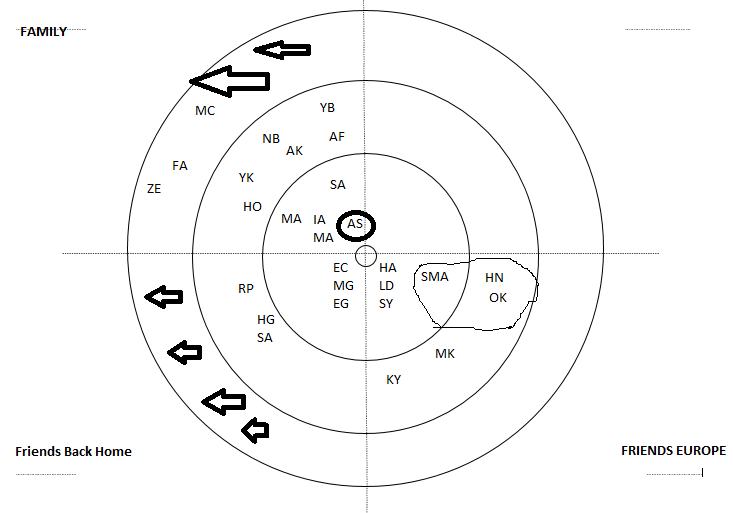 FAMILY
MC
YB
NB
AF
AK
FA
YK
SA
ZE
HO
MA
IA
AS
MA
EC
HA
SMA
HN
RP
MG
LD
OK
EG
SY
HG
SA
MK
KY
Friends Back Home
FRIENDS EUROPE